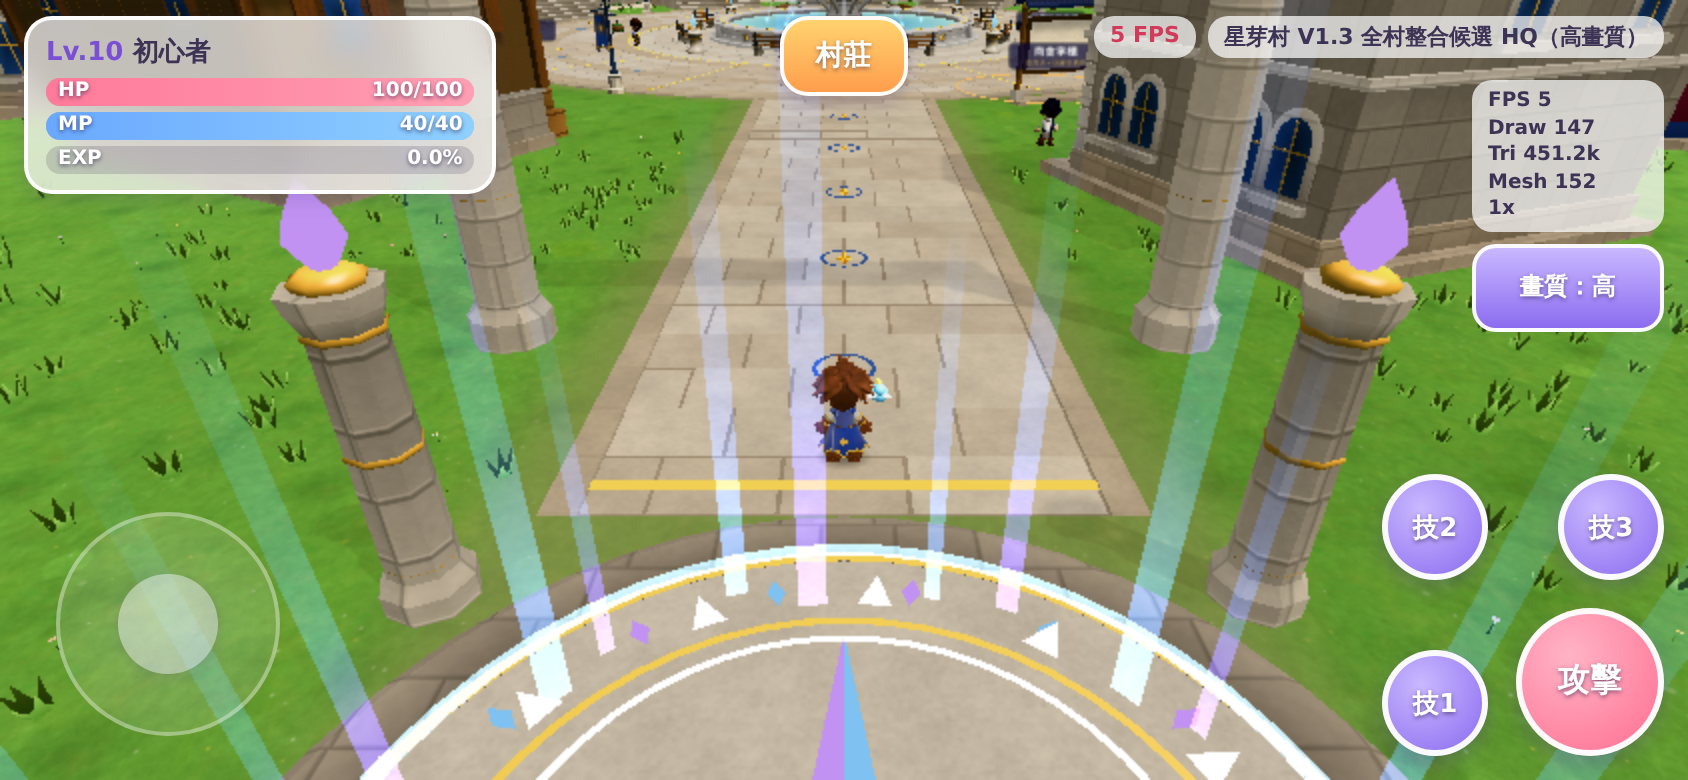 Lv.10 初心者
HP 100/100
MP 40/40
EXP 0.0%
村莊
5 FPS
星芽村 V1.3 全村整合候選 HQ（高畫質）
FPS 5
Draw 147
Tri 451.2k
Mesh 152
1x
畫質：高
技2
技3
技1
攻擊